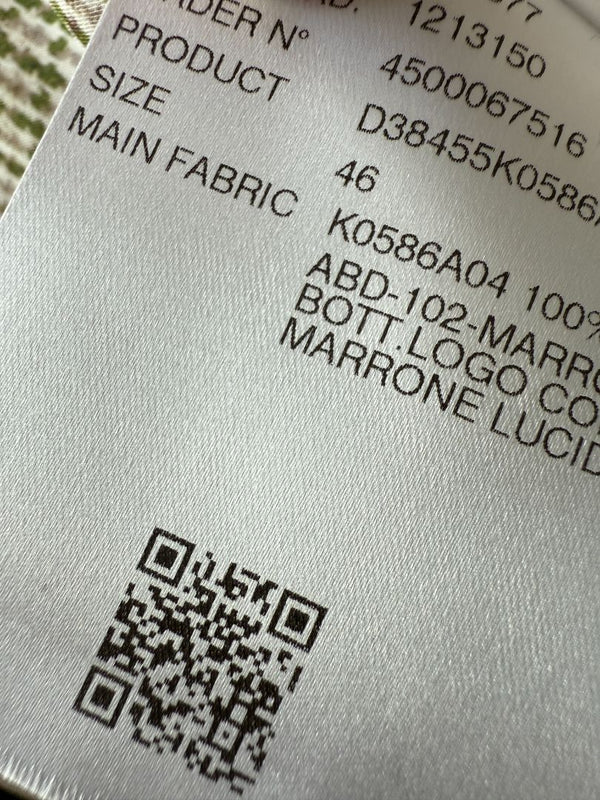 1213150
ORDER N° 4500067516
PRODUCT D38455K0586
SIZE 46
MAIN FABRIC K0586A04 100%
ABD-102-MARRO
BOTT.LOGO CO
MARRONE LUCID